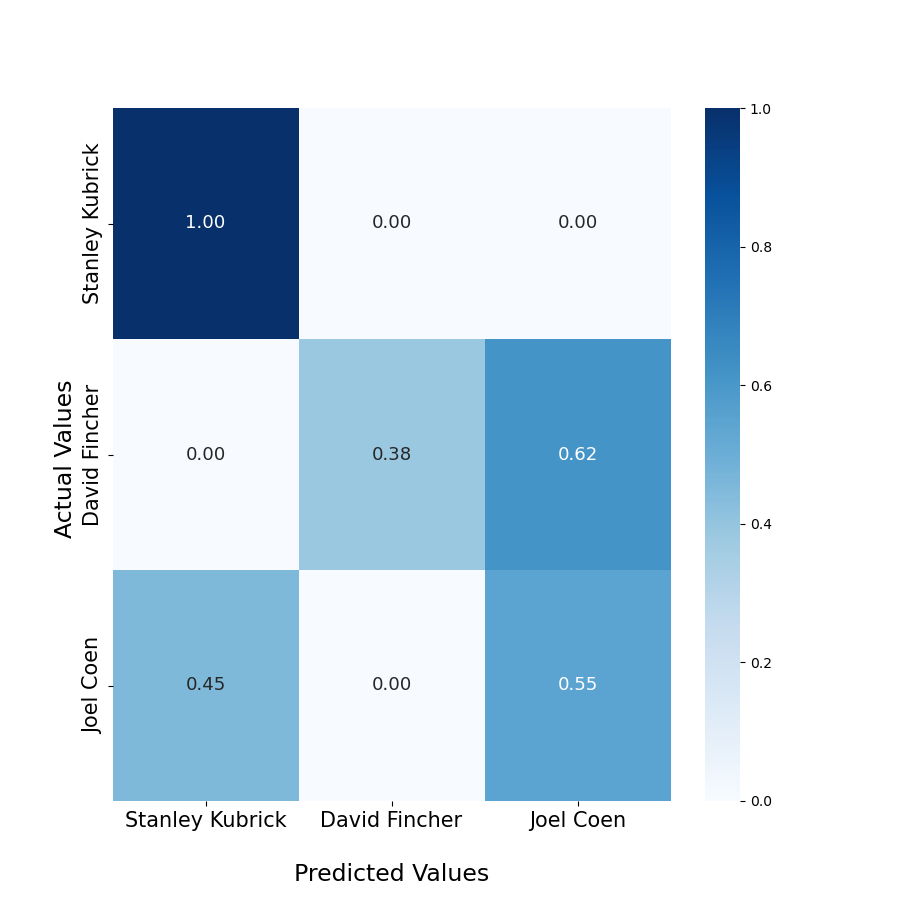 Stanley Kubrick
David Fincher
Joel Coen
Actual Values
1.00 0.00 0.00
0.00 0.38 0.62
0.45 0.00 0.55
Stanley Kubrick David Fincher Joel Coen
Predicted Values
1.0
0.8
0.6
0.4
0.2
0.0